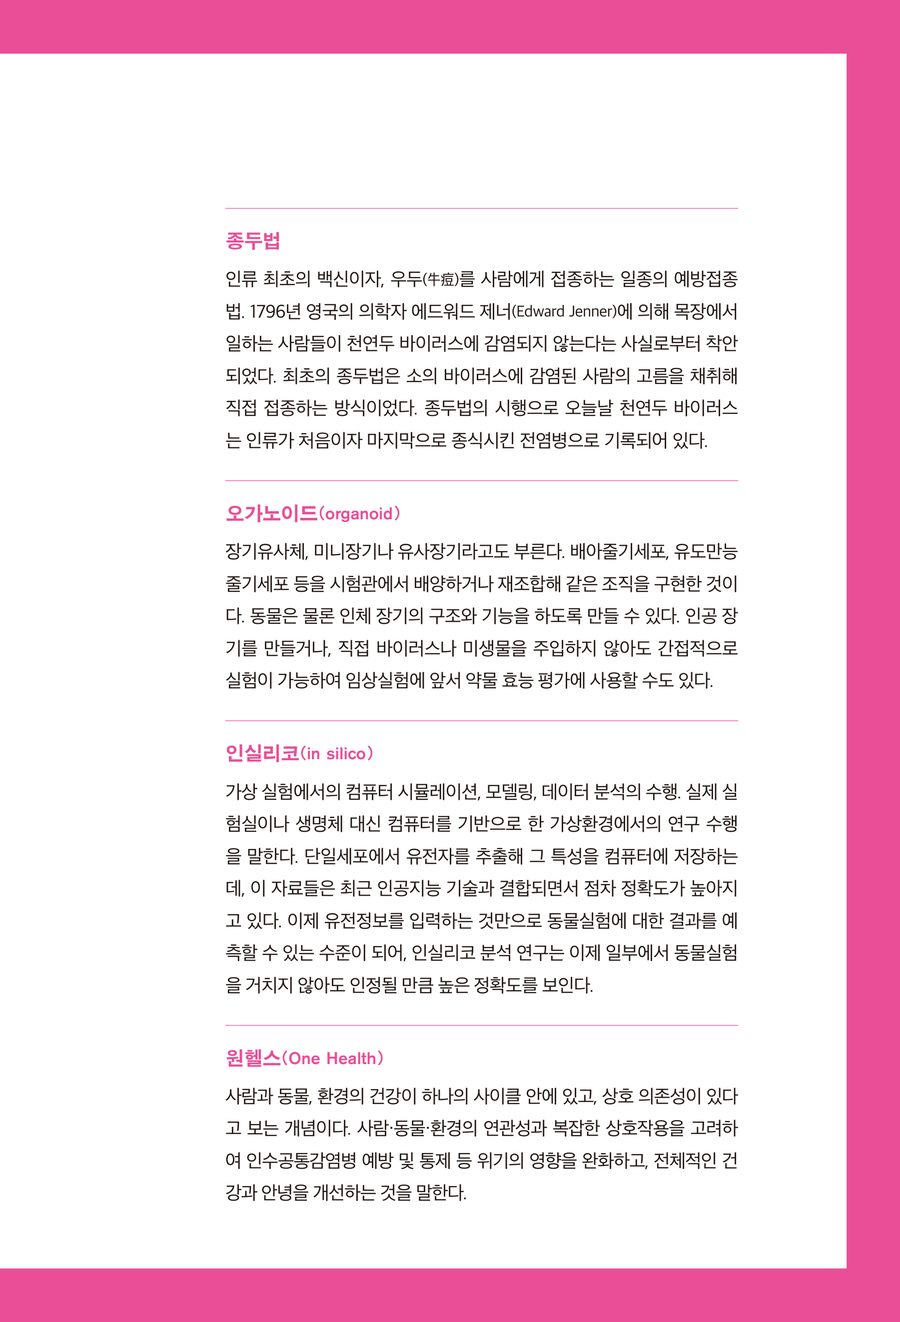 종두법
인류 최초의 백신이자, 우두(牛痘)를 사람에게 접종하는 일종의 예방접종
법. 1796년 영국의 의학자 에드워드 제너(Edward Jenner)에 의해 목장에서
일하는 사람들이 천연두 바이러스에 감염되지 않는다는 사실로부터 착안
되었다. 최초의 종두법은 소의 바이러스에 감염된 사람의 고름을 채취해
직접 접종하는 방식이었다. 종두법의 시행으로 오늘날 천연두 바이러스
는 인류가 처음이자 마지막으로 종식시킨 전염병으로 기록되어 있다.
오가노이드(organoid)
장기유사체, 미니장기나 유사장기라고도 부른다. 배아줄기세포, 유도만능
줄기세포 등을 시험관에서 배양하거나 재조합해 같은 조직을 구현한 것이
다. 동물은 물론 인체 장기의 구조와 기능을 하도록 만들 수 있다. 인공 장
기를 만들거나, 직접 바이러스나 미생물을 주입하지 않아도 간접적으로
실험이 가능하여 임상실험에 앞서 약물 효능 평가에 사용할 수도 있다.
인실리코(in silico)
가상 실험에서의 컴퓨터 시뮬레이션, 모델링, 데이터 분석의 수행. 실제 실
험실이나 생명체 대신 컴퓨터를 기반으로 한 가상환경에서의 연구 수행
을 말한다. 단일세포에서 유전자를 추출해 그 특성을 컴퓨터에 저장하는
데, 이 자료들은 최근 인공지능 기술과 결합되면서 점차 정확도가 높아지
고 있다. 이제 유전정보를 입력하는 것만으로 동물실험에 대한 결과를 예
측할 수 있는 수준이 되어, 인실리코 분석 연구는 이제 일부에서 동물실험
을 거치지 않아도 인정될 만큼 높은 정확도를 보인다.
원헬스(One Health)
사람과 동물, 환경의 건강이 하나의 사이클 안에 있고, 상호 의존성이 있다
고 보는 개념이다. 사람·동물·환경의 연관성과 복잡한 상호작용을 고려하
여 인수공통감염병 예방 및 통제 등 위기의 영향을 완화하고, 전체적인 건
강과 안녕을 개선하는 것을 말한다.